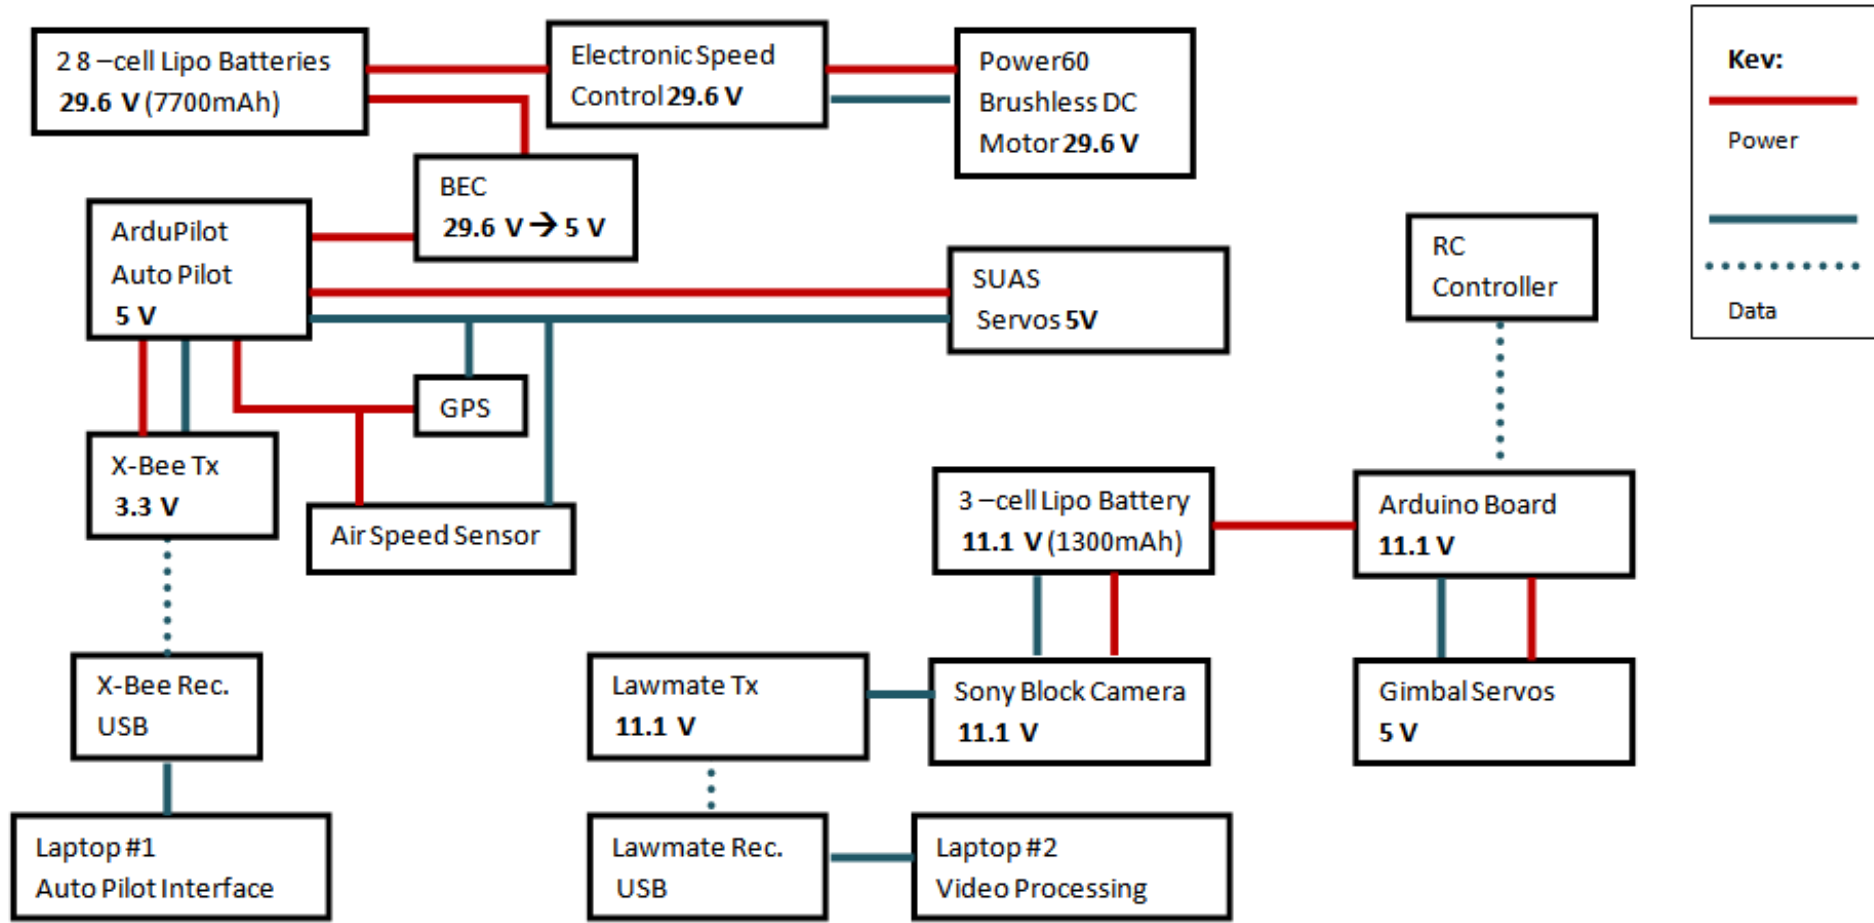 2 8 –cell Lipo Batteries
29.6 V (7700mAh)
Electronic Speed
Control 29.6 V
Power60
Brushless DC
Motor 29.6 V
Kev:
Power
Data
BEC
29.6 V → 5 V
ArduPilot
Auto Pilot
5 V
SUAS
Servos 5V
RC
Controller
GPS
X-Bee Tx
3.3 V
Air Speed Sensor
3 –cell Lipo Battery
11.1 V (1300mAh)
Arduino Board
11.1 V
X-Bee Rec.
USB
Lawmate Tx
11.1 V
Sony Block Camera
11.1 V
Gimbal Servos
5 V
Laptop #1
Auto Pilot Interface
Lawmate Rec.
USB
Laptop #2
Video Processing